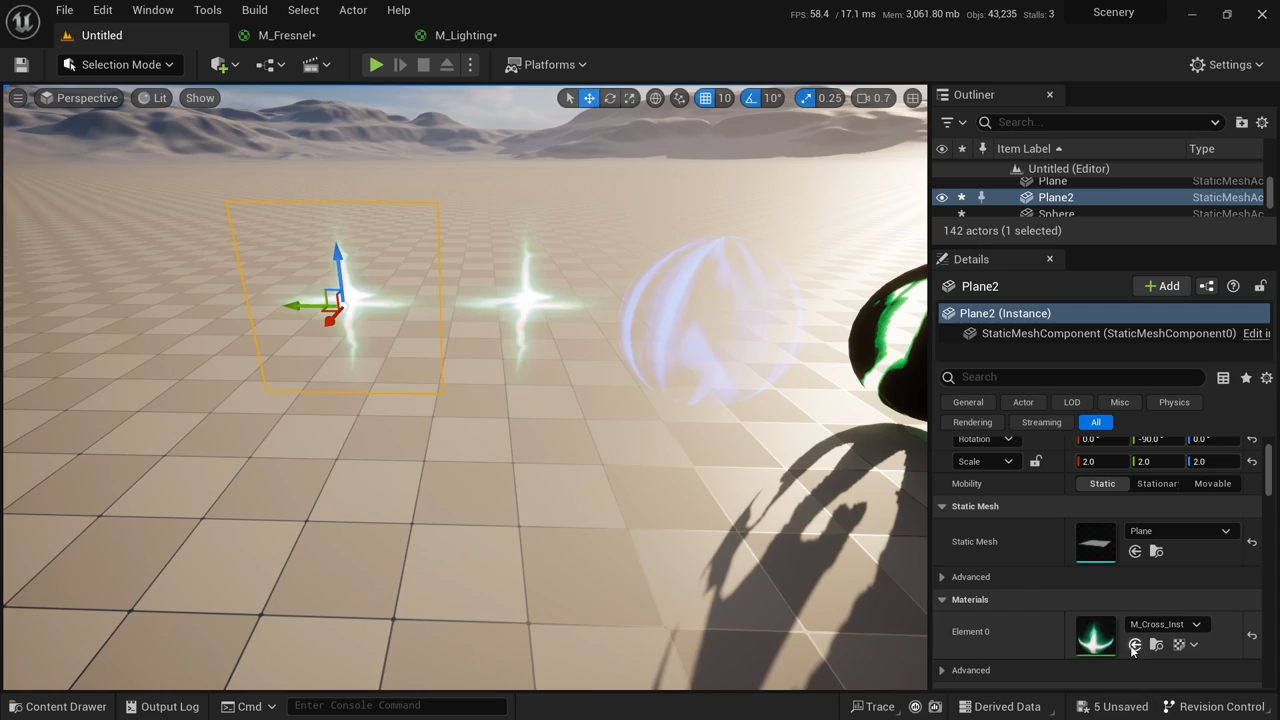 File Edit Window Tools Build Select Actor Help
FPS: 58.4 / 17.1 ms Mem: 3,061.80 mb Objs: 43,235 Stalls: 3
Scenery
Untitled
M_Fresnel*
M_Lighting*
Selection Mode
Platforms
Settings
Perspective
Lit
Show
10
10°
0.25
0.7
Outliner
Search...
Item Label
Type
Untitled (Editor)
Plane
StaticMeshAc
Plane2
StaticMeshAc
Sphere
StaticMeshAc
142 actors (1 selected)
Details
Plane2
Add
Plane2 (Instance)
StaticMeshComponent (StaticMeshComponent0)
Edit i
Search
General Actor LOD Misc Physics
Rendering Streaming All
Rotation
0.0° -90.0° 0.0°
Scale
2.0 2.0 2.0
Mobility
Static Stationar Movable
Static Mesh
Static Mesh
Plane
Advanced
Materials
Element 0
M_Cross_Inst
Advanced
Content Drawer
Output Log
Cmd
Enter Console Command
Trace
Derived Data
5 Unsaved
Revision Control